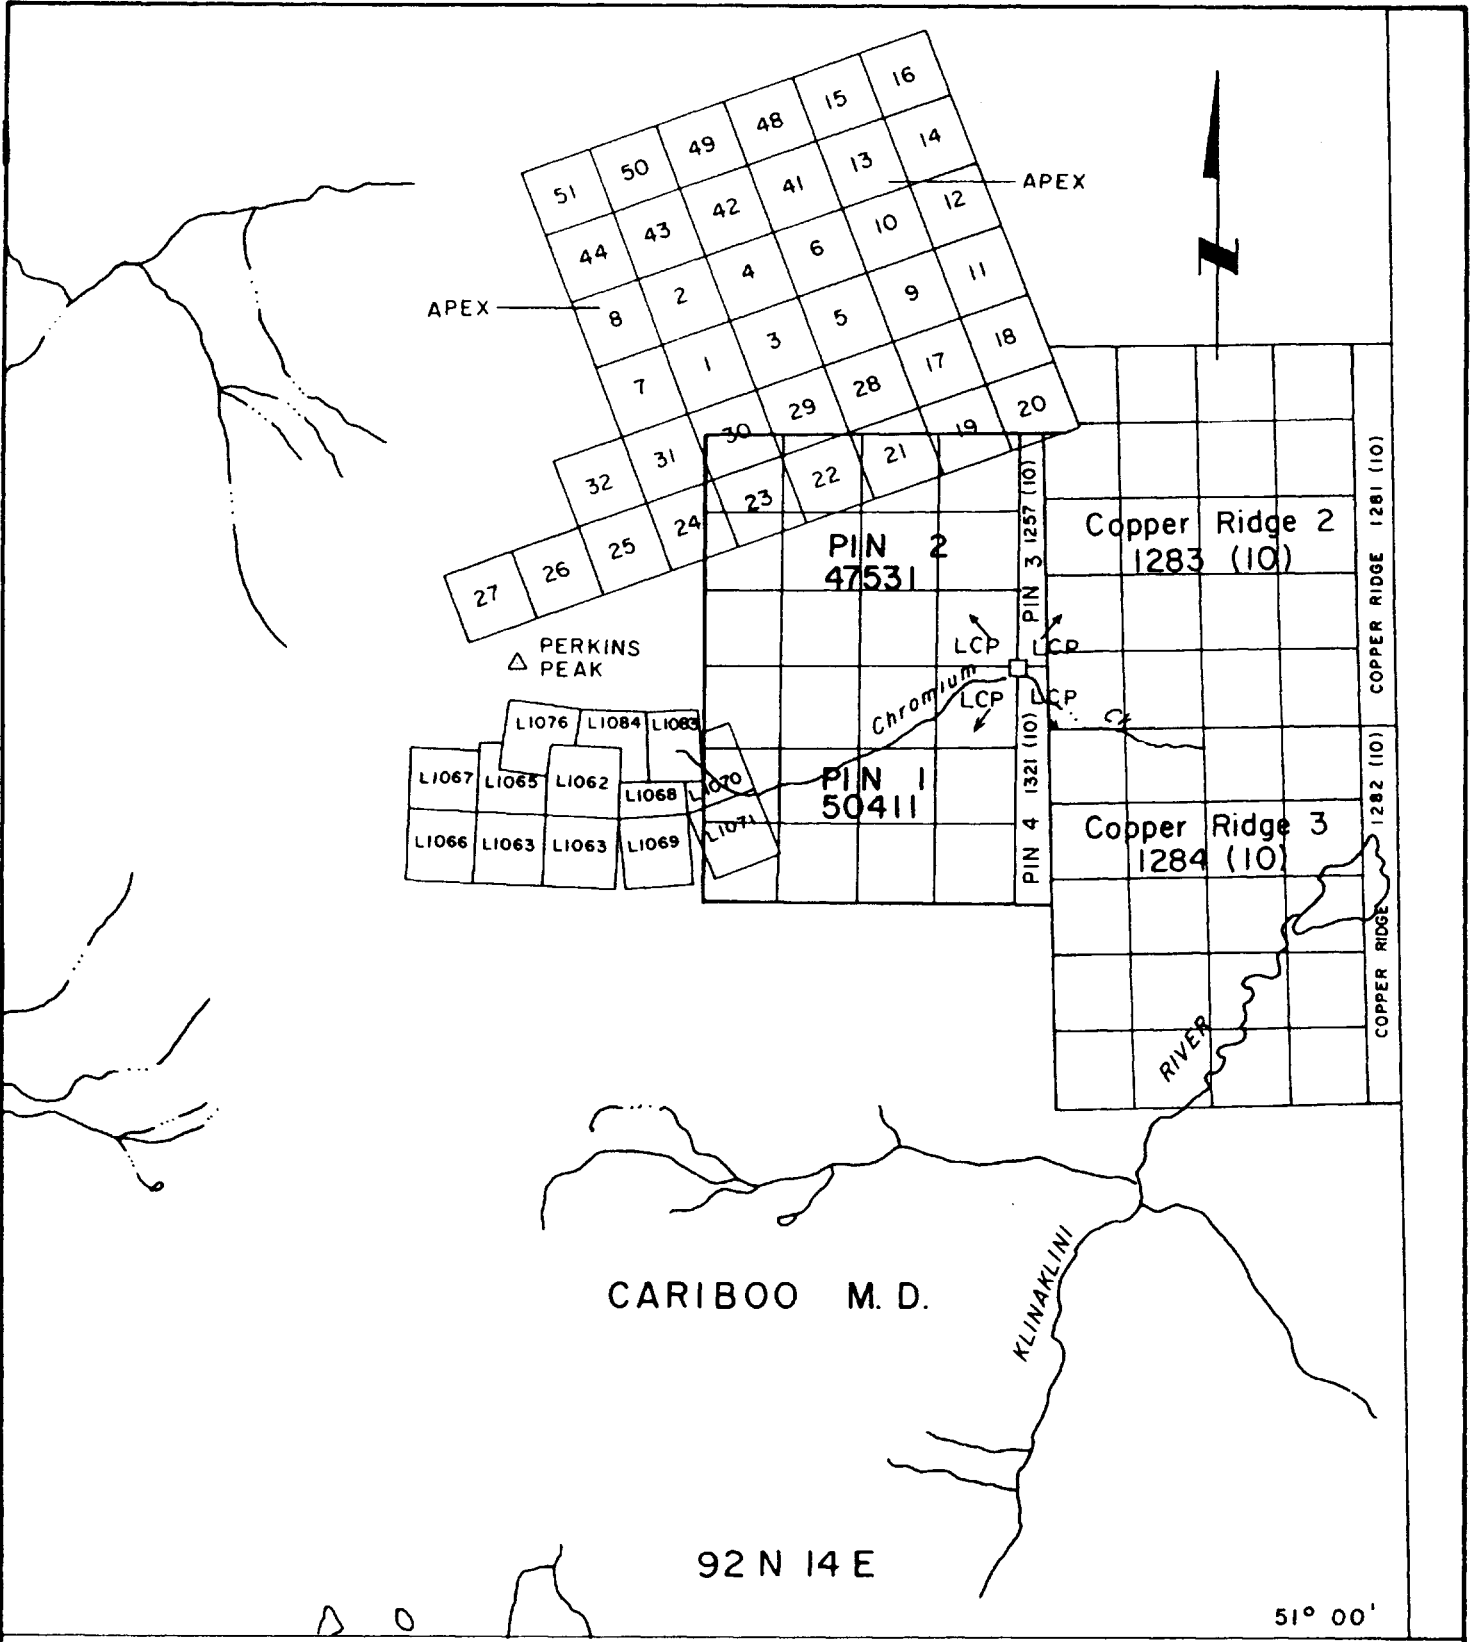 16
15
48
49
50
51
14
13
41
42
43
44
APEX
12
10
6
4
2
8
APEX
11
9
5
3
1
7
18
17
28
29
30
31
32
20
19
21
22
23
24
25
26
27
PIN 2
47531
PIN 3 1257 (10)
Copper Ridge 2
1283 (10)
COPPER RIDGE 1281 (10)
PERKINS
PEAK
LCP
LCP
LCP
LCP
Chromium
Ck
L1076
L1084
L1083
L1067
L1065
L1062
L1068
L1070
L1066
L1063
L1063
L1069
L1071
PIN 1
50411
PIN 4 1321 (10)
Copper Ridge 3
1284 (10)
COPPER RIDGE 1282 (10)
RIVER
KLINAKLINI
N
CARIBOO M. D.
92 N 14 E
51° 00'